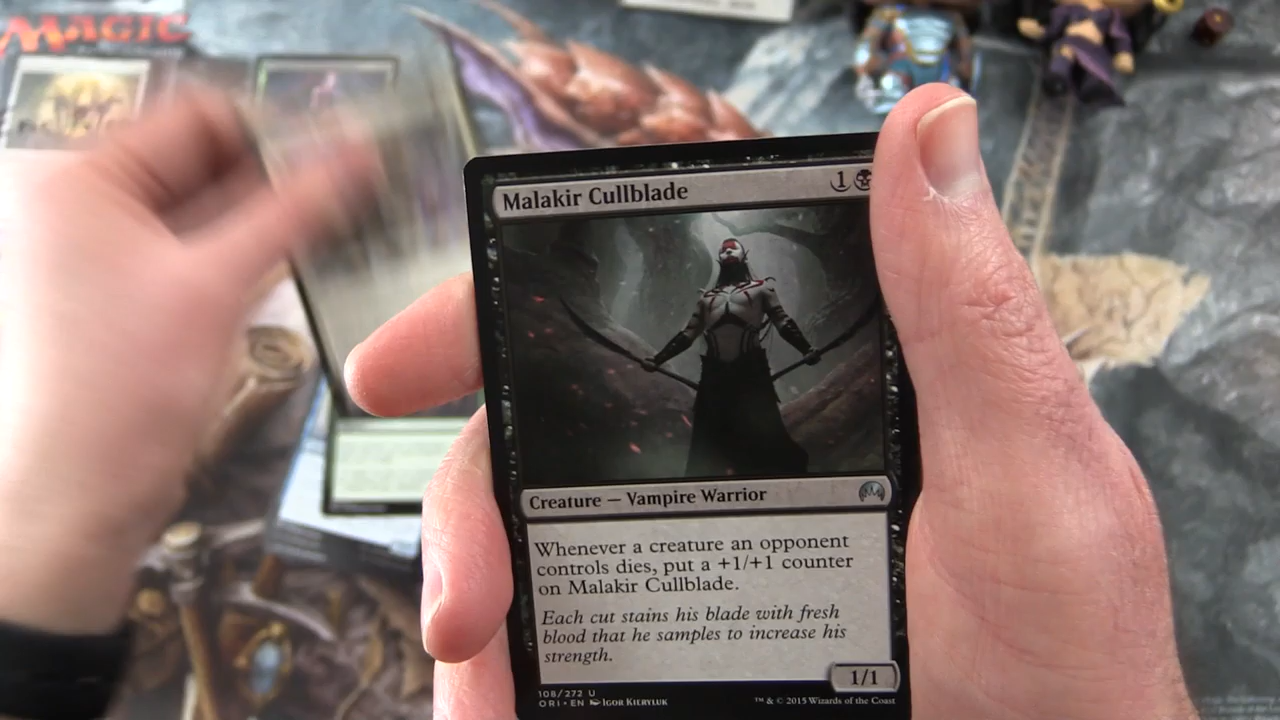 MAGIC
Malakir Cullblade
1
Creature — Vampire Warrior
Whenever a creature an opponent
controls dies, put a +1/+1 counter
on Malakir Cullblade.
Each cut stains his blade with fresh
blood that he samples to increase his
strength.
1/1
108/272 U
ORI • EN Igor Kieryluk
™ & © 2015 Wizards of the Coast